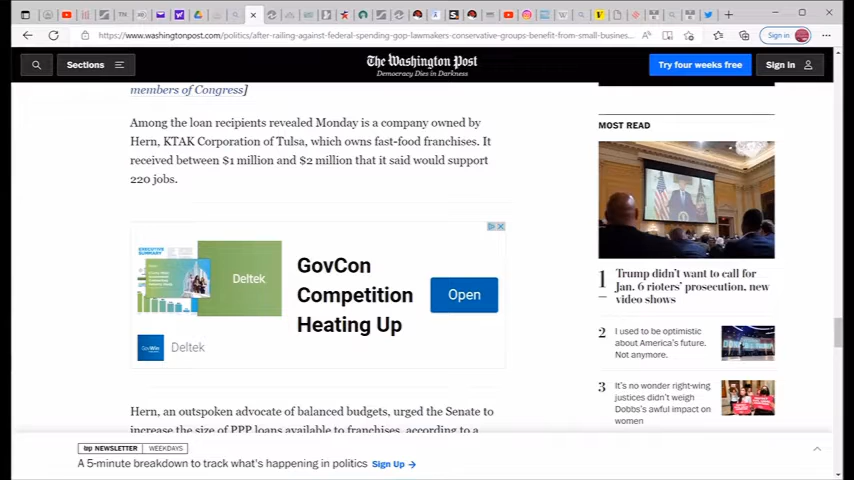 https://www.washingtonpost.com/politics/after-railing-against-federal-spending-gop-lawmakers-conservative-groups-benefit-from-small-business...
Sign in
Sections
The Washington Post
Democracy Dies in Darkness
Try four weeks free
Sign In
members of Congress]
Among the loan recipients revealed Monday is a company owned by
Hern, KTAK Corporation of Tulsa, which owns fast-food franchises. It
received between $1 million and $2 million that it said would support
220 jobs.
EXECUTIVE
SUMMARY
Deltek
GovCon
Competition
Heating Up
Open
Deltek
Hern, an outspoken advocate of balanced budgets, urged the Senate to
increase the size of PPP loans available to franchises, according to a
MOST READ
1
Trump didn't want to call for
Jan. 6 rioters' prosecution, new
video shows
2
I used to be optimistic
about America's future.
Not anymore.
3
It's no wonder right-wing
justices didn't weigh
Dobbs's awful impact on
women
NEWSLETTER
WEEKDAYS
A 5-minute breakdown to track what's happening in politics
Sign Up →